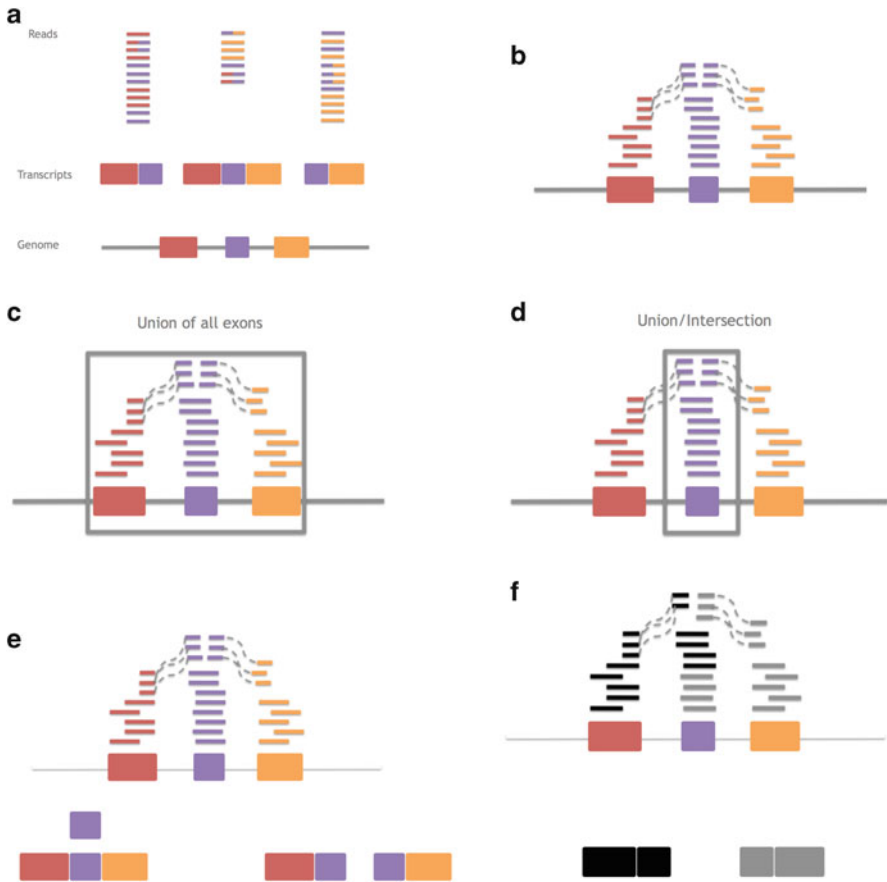 a
Reads
Transcripts
Genome
b
c
Union of all exons
d
Union/Intersection
e
f